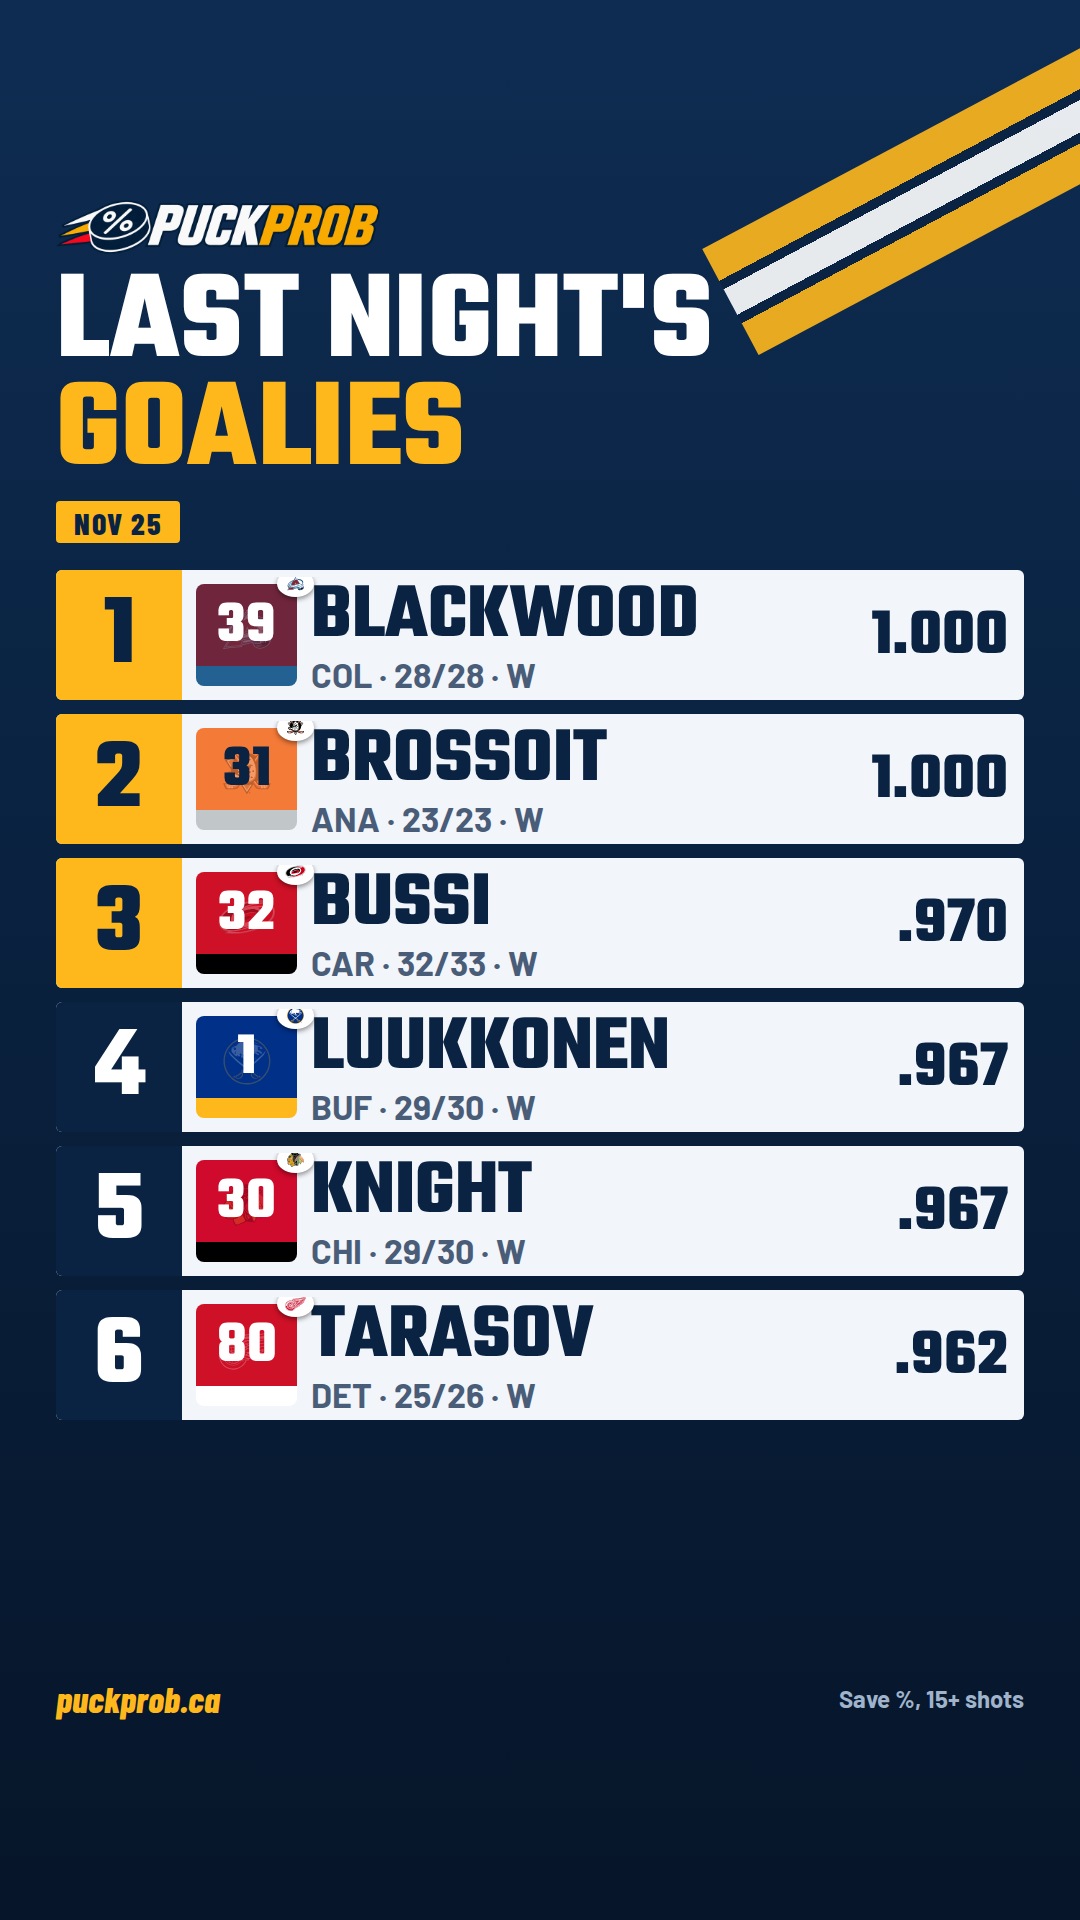 % PUCKPROB
LAST NIGHT'S
GOALIES
NOV 25
1
39
BLACKWOOD
COL · 28/28 · W
1.000
2
31
BROSSOIT
ANA · 23/23 · W
1.000
3
32
BUSSI
CAR · 32/33 · W
.970
4
1
LUUKKONEN
BUF · 29/30 · W
.967
5
30
KNIGHT
CHI · 29/30 · W
.967
6
80
TARASOV
DET · 25/26 · W
.962
puckprob.ca
Save %, 15+ shots